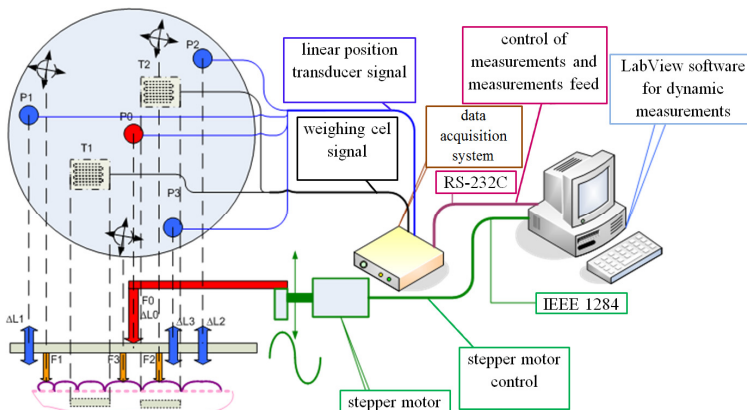 P2
linear position
transducer signal
control of
measurements and
measurements feed
LabView software
for dynamic
measurements
T2
P1
P0
weighing cel
signal
data
acquisition
system
T1
RS-232C
P3
F0
ΔL0
IEEE 1284
ΔL1
ΔL3
ΔL2
F1
F3
F2
stepper motor
control
stepper motor